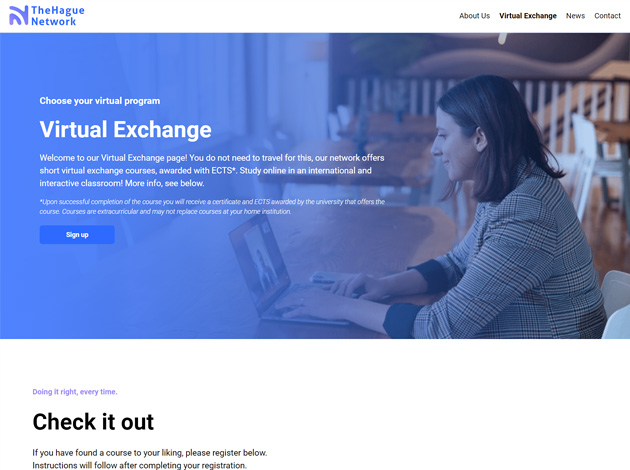 TheHague
Network
About Us
Virtual Exchange
News
Contact
Choose your virtual program
Virtual Exchange
Welcome to our Virtual Exchange page! You do not need to travel for this, our network offers
short virtual exchange courses, awarded with ECTS*. Study online in an international and
interactive classroom! More info, see below.
*Upon successful completion of the course you will receive a certificate and ECTS awarded by the university that offers the
course. Courses are extracurricular and may not replace courses at your home institution.
Sign up
Doing it right, every time.
Check it out
If you have found a course to your liking, please register below.
Instructions will follow after completing your registration.